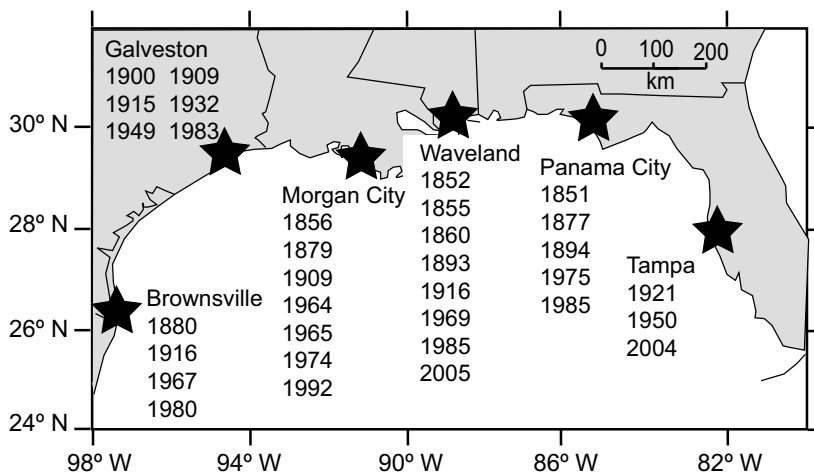 Galveston
1900 1909
1915 1932
1949 1983
0 100 200
km
Waveland
1852
1855
1860
1893
1916
1969
1985
2005
Panama City
1851
1877
1894
1975
1985
Morgan City
1856
1879
1909
1964
1965
1974
1992
Tampa
1921
1950
2004
Brownsville
1880
1916
1967
1980
30º N
28º N
26º N
24º N
98º W 94º W 90º W 86º W 82º W